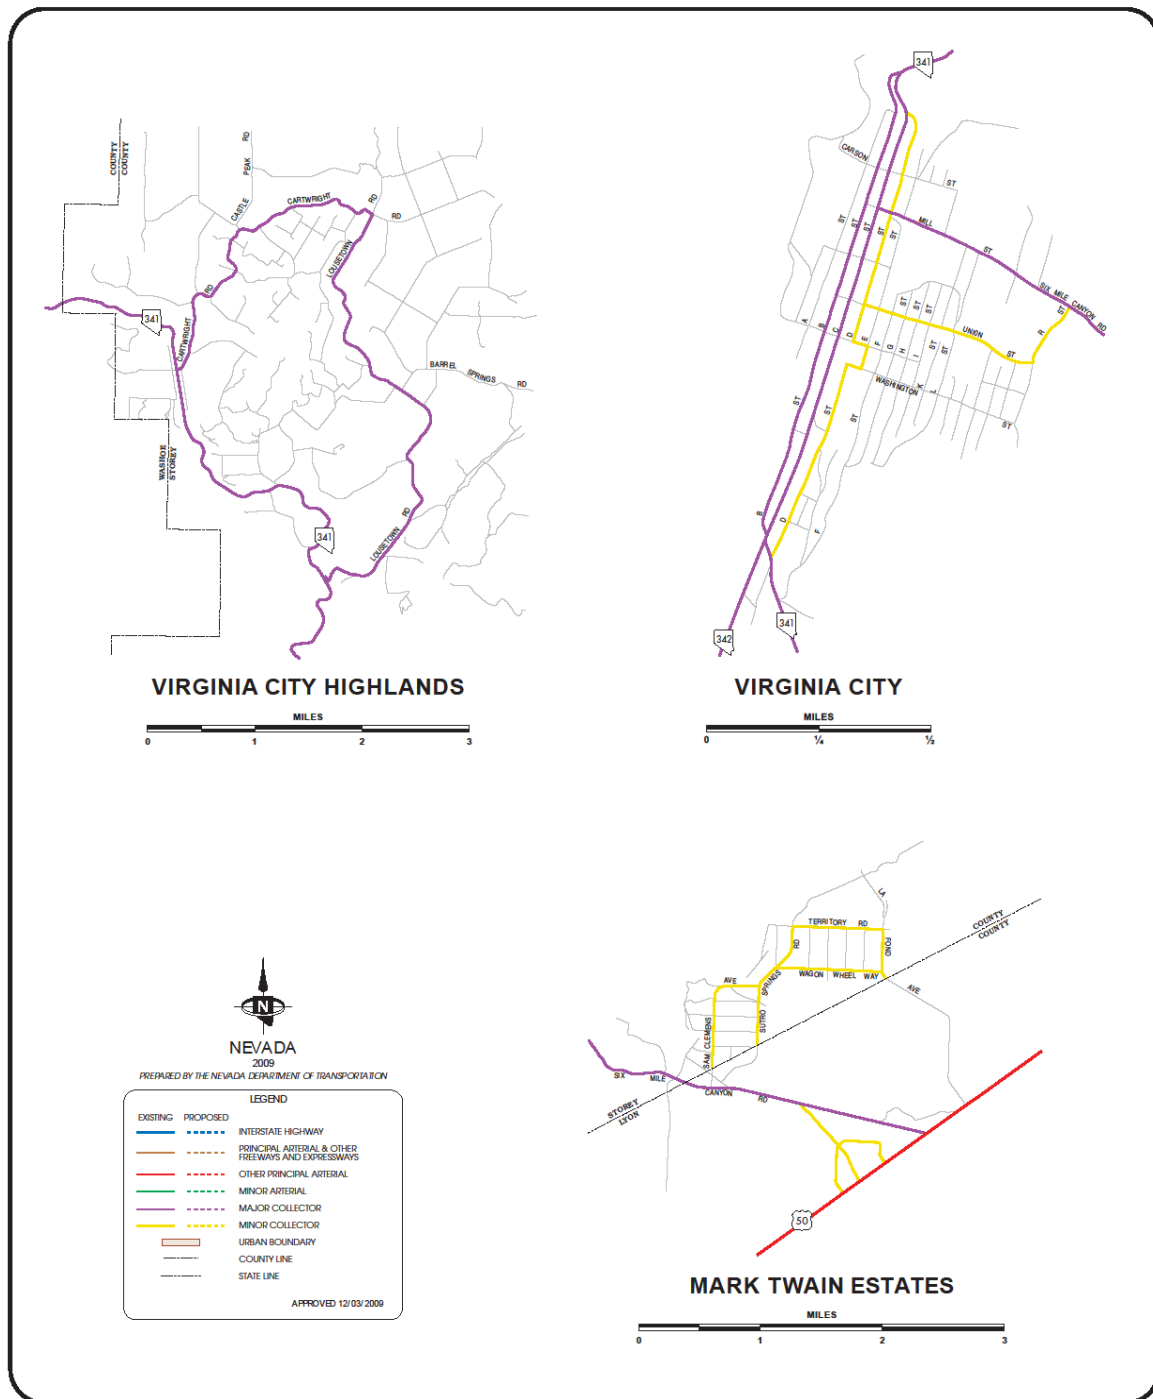 COUNTY
COUNTY
PEAK RD
CASTLE
CARTWRIGHT
RD
RD
LOUSETOWN
RD
CARTWRIGHT
341
BARREL SPRINGS RD
WASHOE
STOREY
341
LOUSETOWN RD
VIRGINIA CITY HIGHLANDS
MILES
0 1 2 3
341
CARSON ST
MILL ST
SIX MILE CANYON RD
ST
ST
ST
ST
ST
ST
ST
ST
UNION ST
R ST
A B C D E F G H I
ST
ST
K L
WASHINGTON ST
ST
ST
ST
B
D
F
341
342
VIRGINIA CITY
MILES
0 ¼ ½
LA FOND AVE
TERRITORY RD
COUNTY
COUNTY
SPRINGS RD
WAGON WHEEL WAY
AVE
SUTRO
SAM CLEMENS
SIX MILE CANYON RD
STOREY
LYON
50
MARK TWAIN ESTATES
MILES
0 1 2 3
N
NEVADA
2009
PREPARED BY THE NEVADA DEPARTMENT OF TRANSPORTATION
LEGEND
EXISTING PROPOSED
INTERSTATE HIGHWAY
PRINCIPAL ARTERIAL & OTHER
FREEWAYS AND EXPRESSWAYS
OTHER PRINCIPAL ARTERIAL
MINOR ARTERIAL
MAJOR COLLECTOR
MINOR COLLECTOR
URBAN BOUNDARY
COUNTY LINE
STATE LINE
APPROVED 12/03/2009